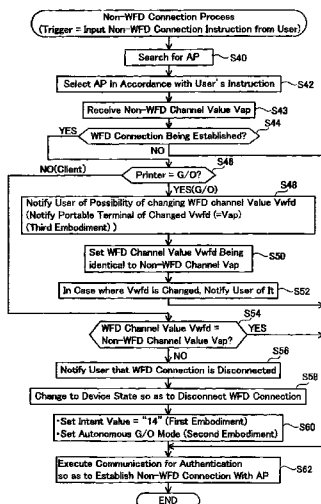 Non-WFD Connection Process
(Trigger = Input Non-WFD Connection Instruction from User)
Search for AP
S40
Select AP in Accordance with User's Instruction
S42
Receive Non-WFD Channel Value Vap
S43
S44
YES
WFD Connection Being Established?
NO
S46
NO(Client)
Printer = G/O?
YES(G/O)
S48
Notify User of Possibility of changing WFD channel Value Vwfd
(Notify Portable Terminal of Changed Vwfd (=Vap)
(Third Embodiment) )
S50
Set WFD Channel Value Vwfd Being
identical to Non-WFD Channel Vap
S52
In Case where Vwfd is Changed, Notify User of It
S54
WFD Channel Value Vwfd =
Non-WFD Channel Value Vap?
YES
NO
S56
Notify User that WFD Connection is Disconnected
S58
Change to Device State so as to Disconnect WFD Connection
・Set Intent Value = "14" (First Embodiment)
・Set Autonomous G/O Mode (Second Embodiment)
S60
Execute Communication for Authentication
so as to Establish Non-WFD Connection With AP
S62
END